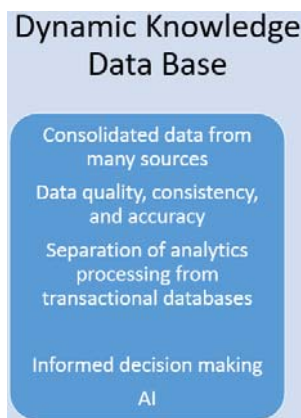 Dynamic Knowledge
Data Base
Consolidated data from
many sources
Data quality, consistency,
and accuracy
Separation of analytics
processing from
transactional databases
Informed decision making
AI